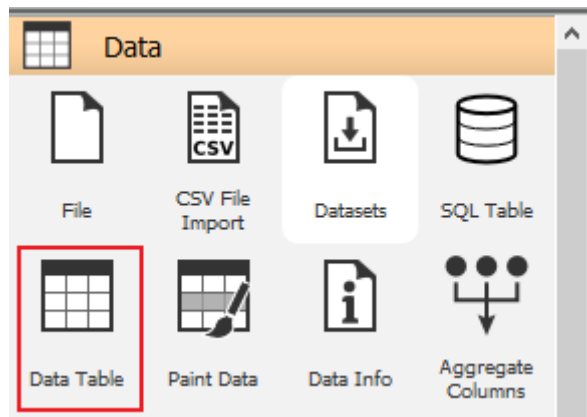 Data
CSV
File
CSV File
Import
Datasets
SQL Table
Data Table
Paint Data
Data Info
Aggregate
Columns